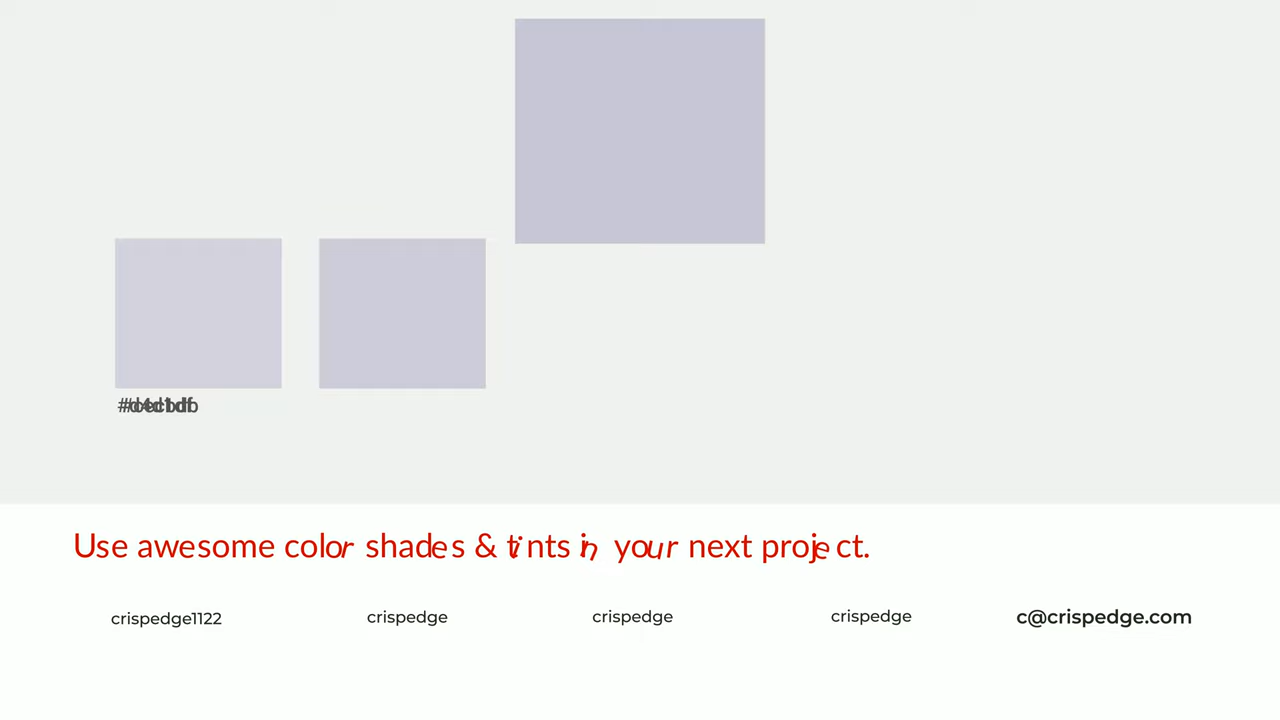 Use awesome color shades & tints in your next project.
crispedge1122 crispedge crispedge crispedge c@crispedge.com